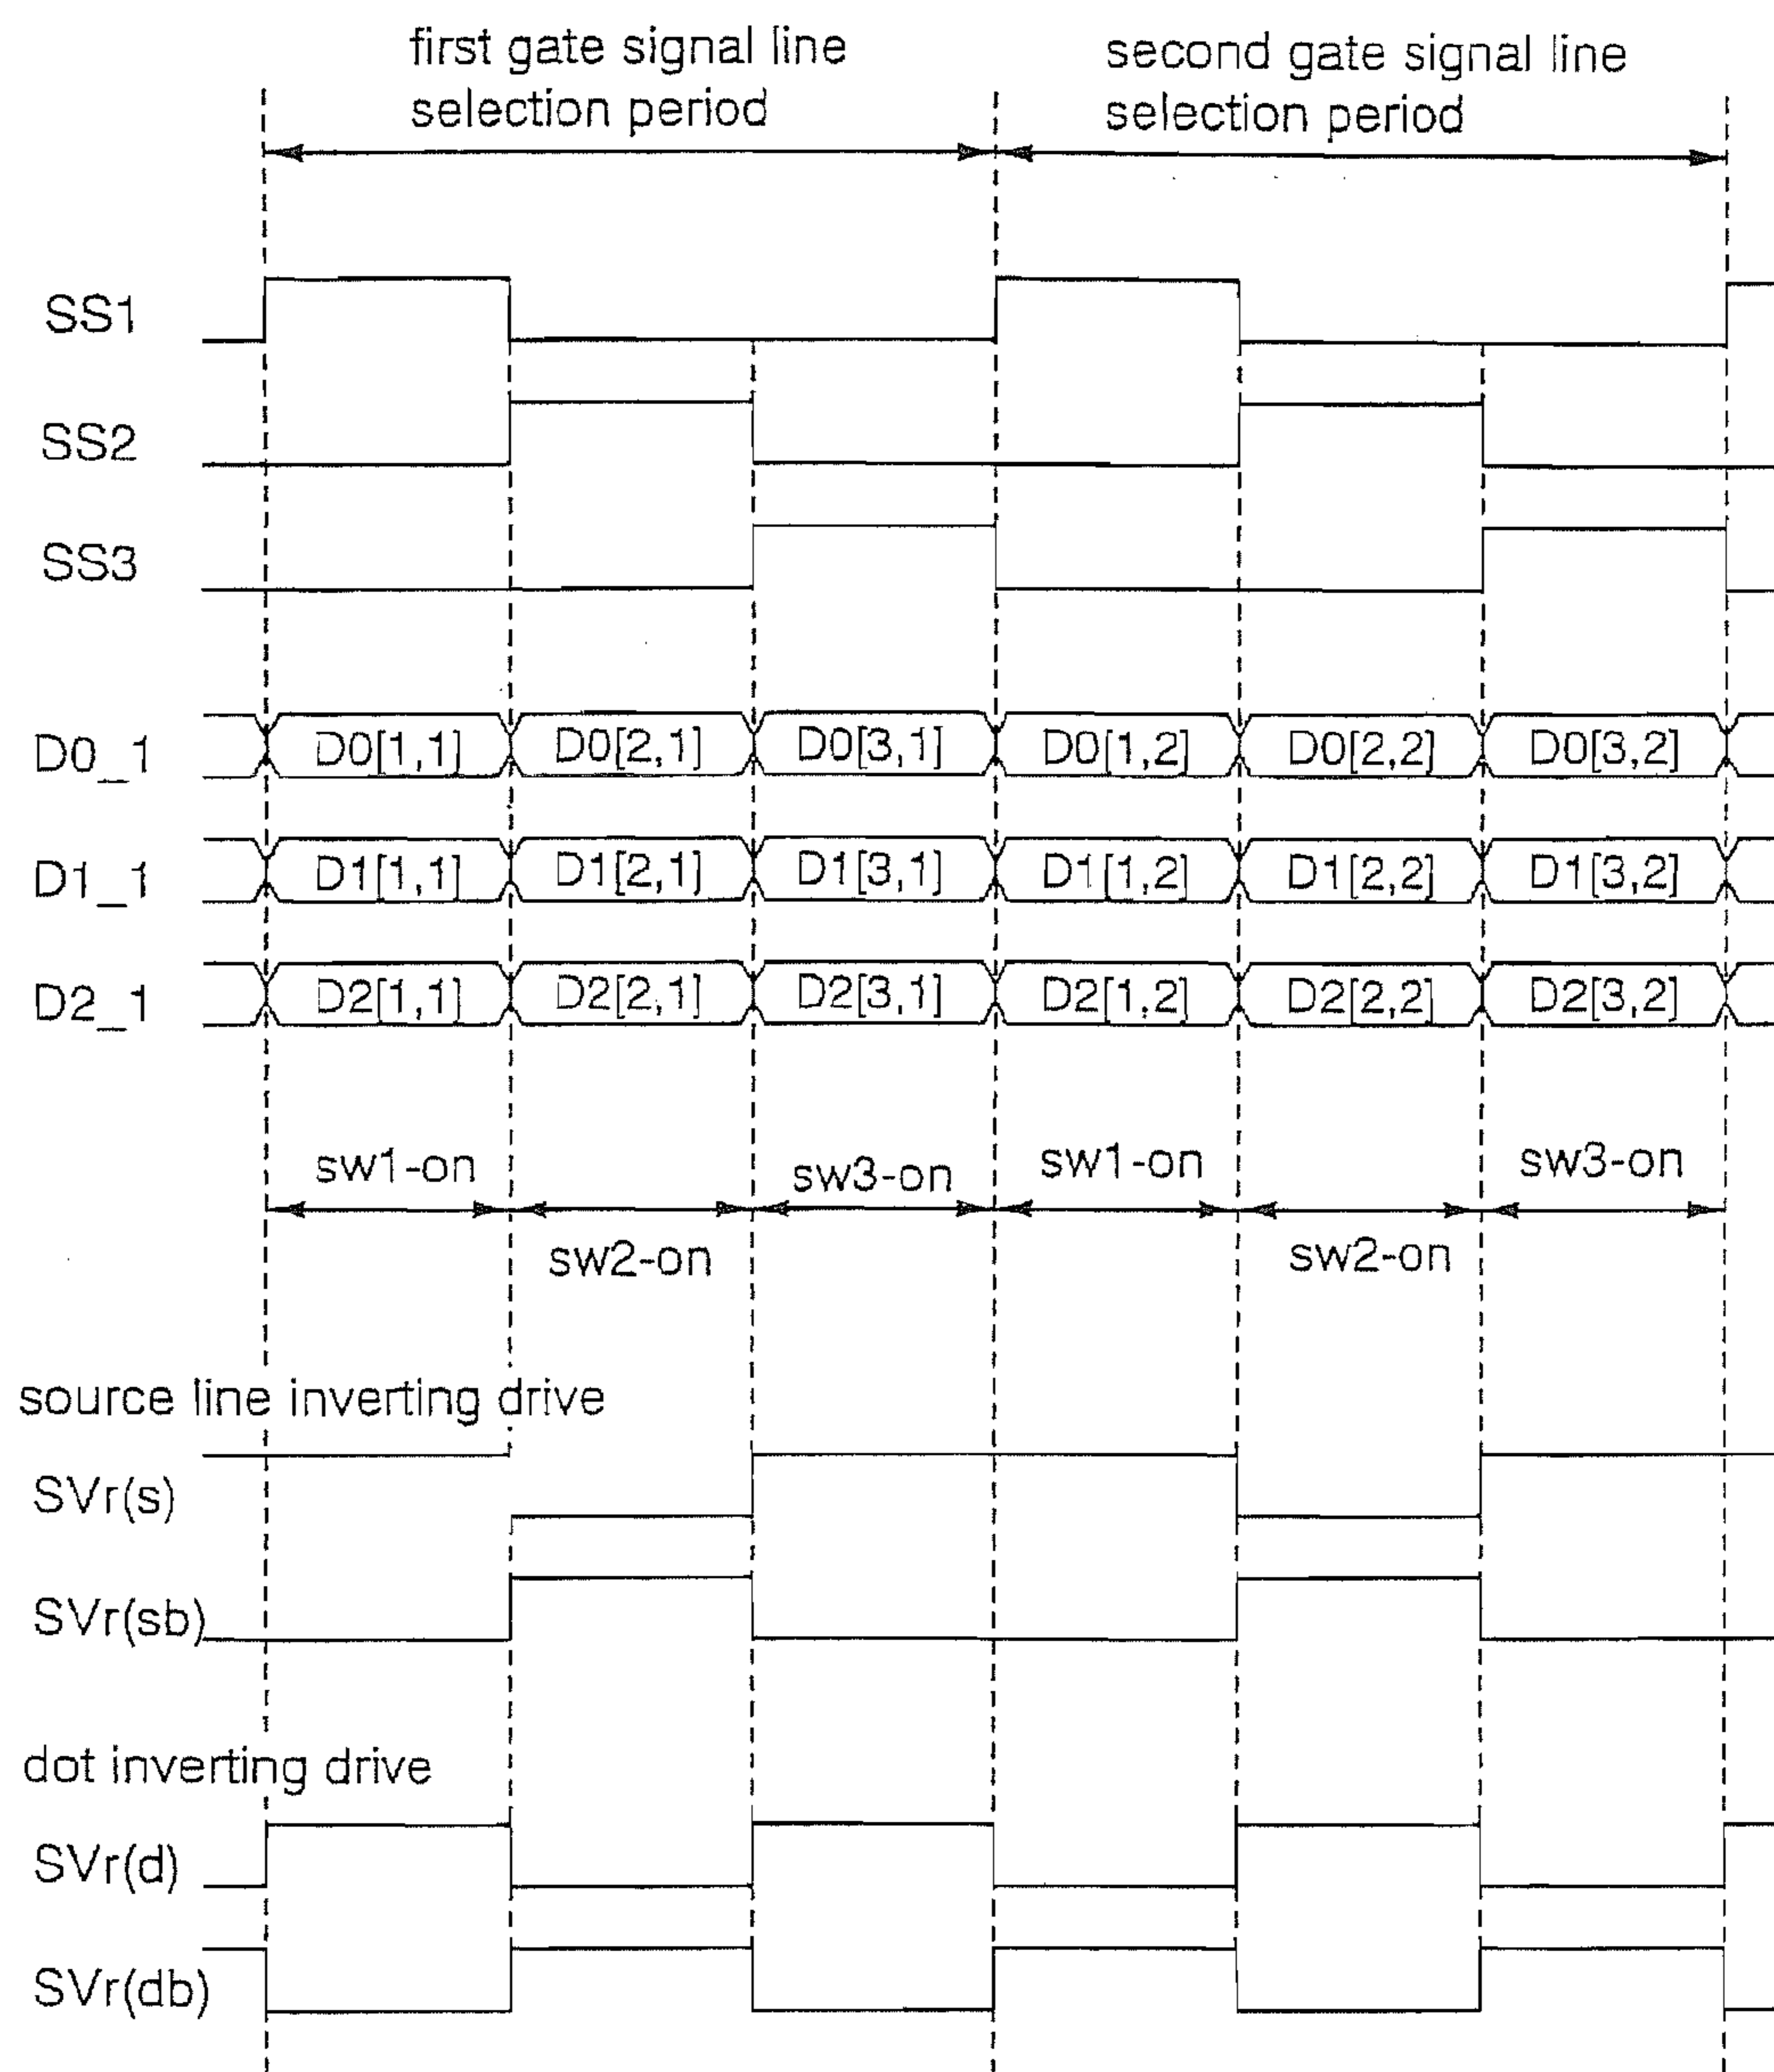 first gate signal line
selection period
second gate signal line
selection period
SS1
SS2
SS3
D0_1 D0[1,1] D0[2,1] D0[3,1] D0[1,2] D0[2,2] D0[3,2]
D1_1 D1[1,1] D1[2,1] D1[3,1] D1[1,2] D1[2,2] D1[3,2]
D2_1 D2[1,1] D2[2,1] D2[3,1] D2[1,2] D2[2,2] D2[3,2]
sw1-on sw3-on sw1-on sw3-on
sw2-on sw2-on
source line inverting drive
SVr(s)
SVr(sb)
dot inverting drive
SVr(d)
SVr(db)